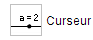 a = 2
Curseur